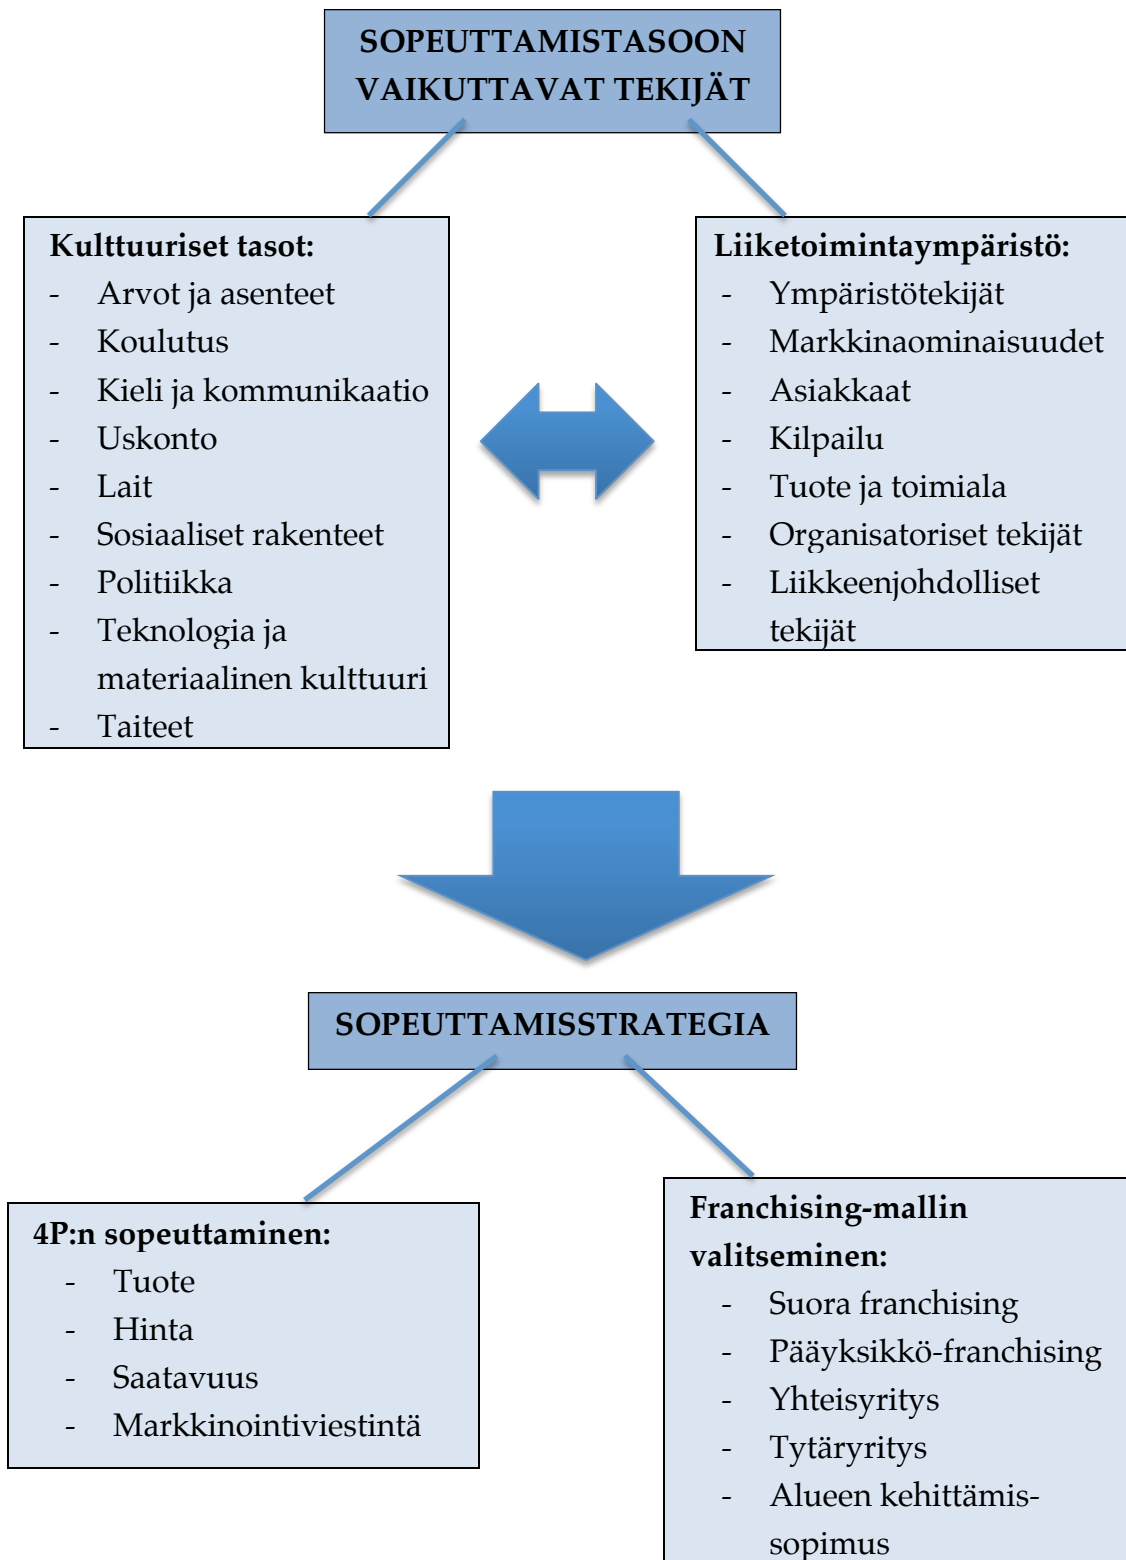 SOPEUTTAMISTASOON
VAIKUTTAVAT TEKIJÄT
Kulttuuriset tasot:
- Arvot ja asenteet
- Koulutus
- Kieli ja kommunikaatio
- Uskonto
- Lait
- Sosiaaliset rakenteet
- Politiikka
- Teknologia ja
materiaalinen kulttuuri
- Taiteet
Liiketoimintaympäristö:
- Ympäristötekijät
- Markkinaominaisuudet
- Asiakkaat
- Kilpailu
- Tuote ja toimiala
- Organisatoriset tekijät
- Liikkeenjohdolliset
tekijät
SOPEUTTAMISSTRATEGIA
4P:n sopeuttaminen:
- Tuote
- Hinta
- Saatavuus
- Markkinointiviestintä
Franchising-mallin
valitseminen:
- Suora franchising
- Pääyksikkö-franchising
- Yhteisyritys
- Tytäryritys
- Alueen kehittämis-
sopimus